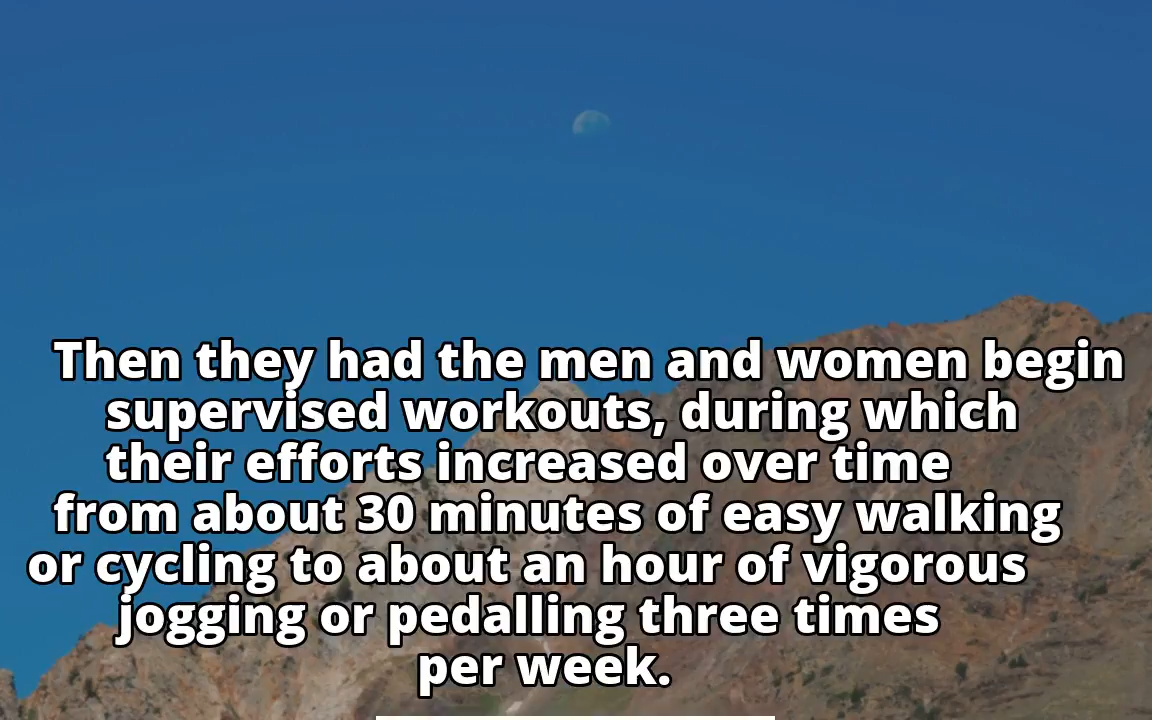 Then they had the men and women begin
supervised workouts, during which
their efforts increased over time
from about 30 minutes of easy walking
or cycling to about an hour of vigorous
jogging or pedalling three times
per week.